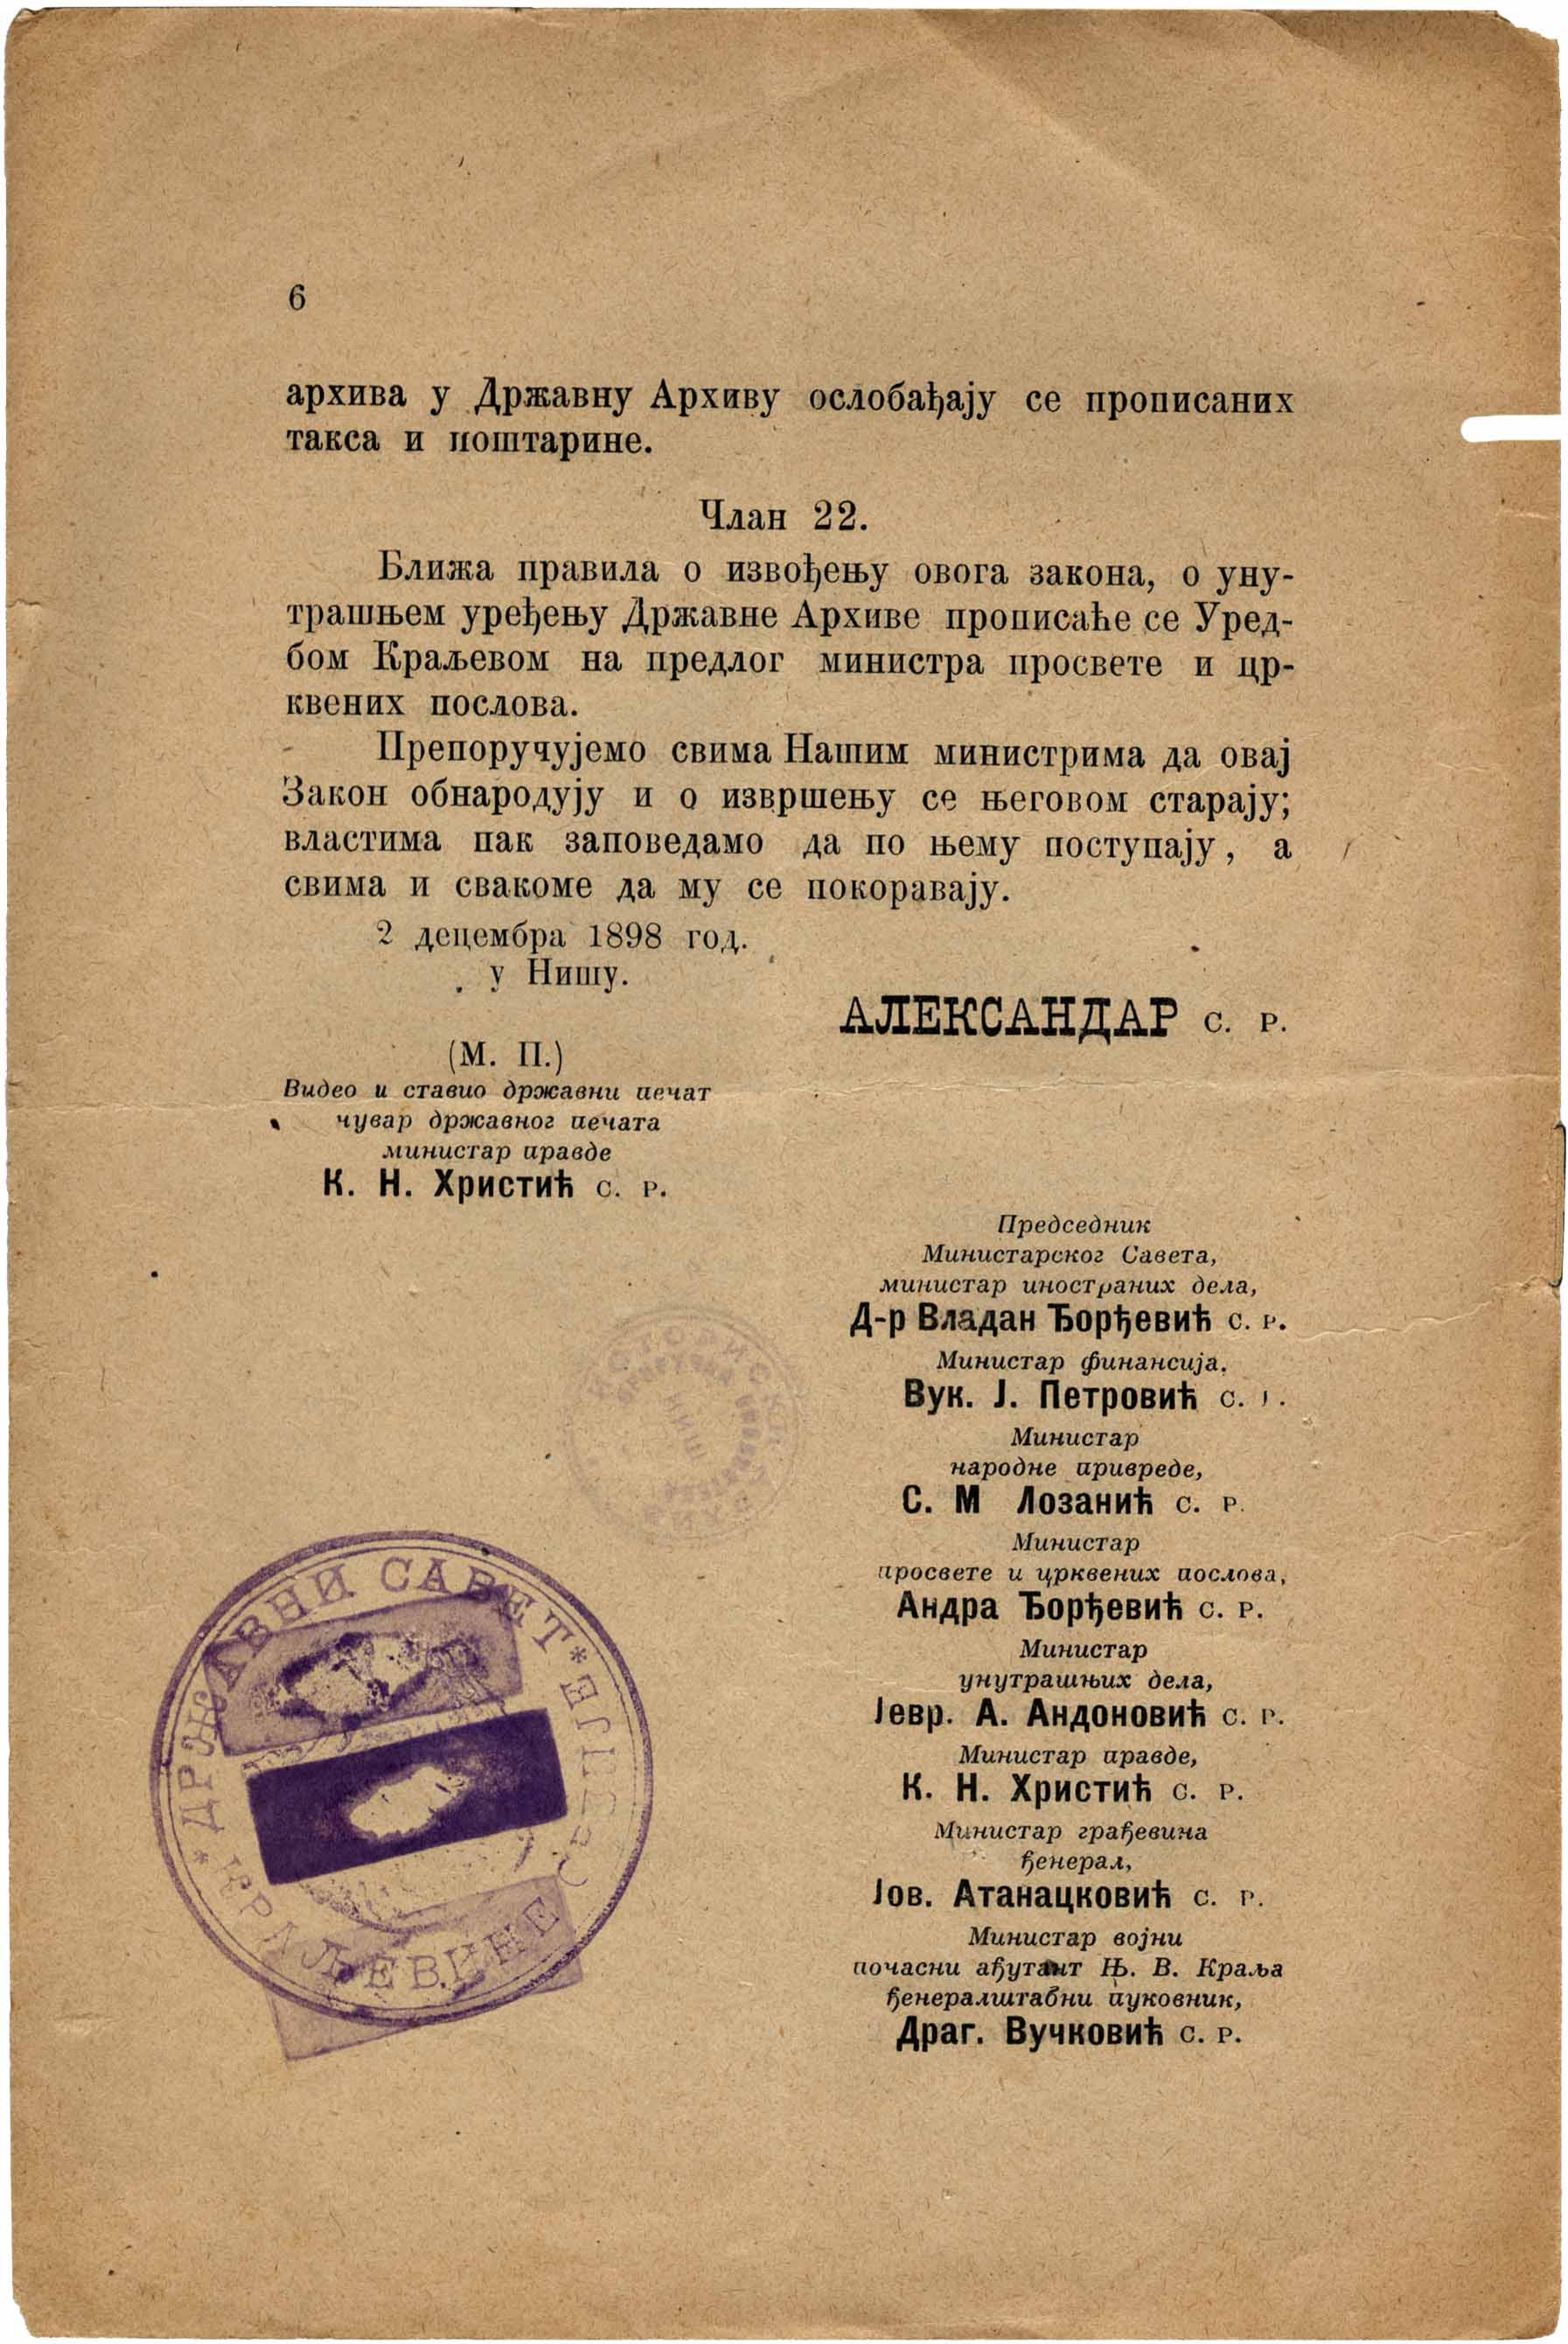 6
архива у Државну Архиву ослобађају се прописаних
такса и поштарине.
Члан 22.
Ближа правила о извођењу овога закона, о уну-
трашњем уређењу Државне Архиве прописаће се Уред-
бом Краљевом на предлог министра просвете и цр-
квених послова.
Препоручујемо свима Нашим министрима да овај
Закон обнародују и о извршењу се његовом старају;
властима пак заповедамо да по њему поступају, а
свима и свакоме да му се покоравају.
2 децембра 1898 год.
у Нишу.
АЛЕКСАНДАР с. р.
(М. П.)
Видео и ставио државни печат
чувар државног печата
министар правде
К. Н. Христић с. р.
Председник
Министарског Савета,
министар иностраних дела,
Д-р Владан Ђорђевић с. р.
Министар финансија,
Вук. Ј. Петровић с. р.
Министар
народне привреде,
С. М Лозанић с. р.
Министар
просвете и црквених послова,
Андра Ђорђевић с. р.
Министар
унутрашњих дела,
Јевр. А. Андоновић с. р.
Министар правде,
К. Н. Христић с. р.
Министар грађевина
ђенерал,
Јов. Атанацковић с. р.
Министар војни
почасни ађутант Њ. В. Краља
ђенералштабни пуковник,
Драг. Вучковић с. р.
* ДРЖАВНИ САВЕТ *
КРАЉЕВИНЕ СРБИЈЕ
НИШ